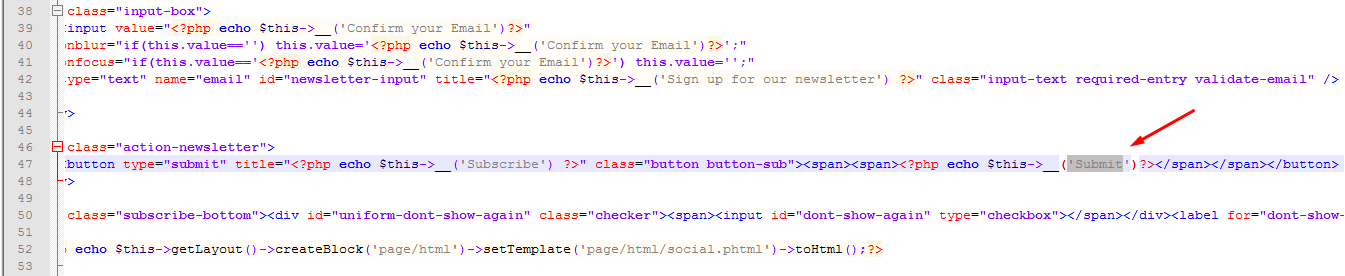 38 class="input-box">
39 input value="<?php echo $this->__('Confirm your Email')?>"
40 onblur="if(this.value=='') this.value='<?php echo $this->__('Confirm your Email')?>';"
41 onfocus="if(this.value=='<?php echo $this->__('Confirm your Email')?>') this.value='';"
42 type="text" name="email" id="newsletter-input" title="<?php echo $this->__('Sign up for our newsletter') ?>" class="input-text required-entry validate-email" />
43
44 >
45
46 class="action-newsletter">
47 button type="submit" title="<?php echo $this->__('Subscribe') ?>" class="button button-sub"><span><span><?php echo $this->__('Submit')?></span></span></button>
48 >
49
50 class="subscribe-bottom"><div id="uniform-dont-show-again" class="checker"><span><input id="dont-show-again" type="checkbox"></span></div><label for="dont-show-
51
52 echo $this->getLayout()->createBlock('page/html')->setTemplate('page/html/social.phtml')->toHtml();?>
53